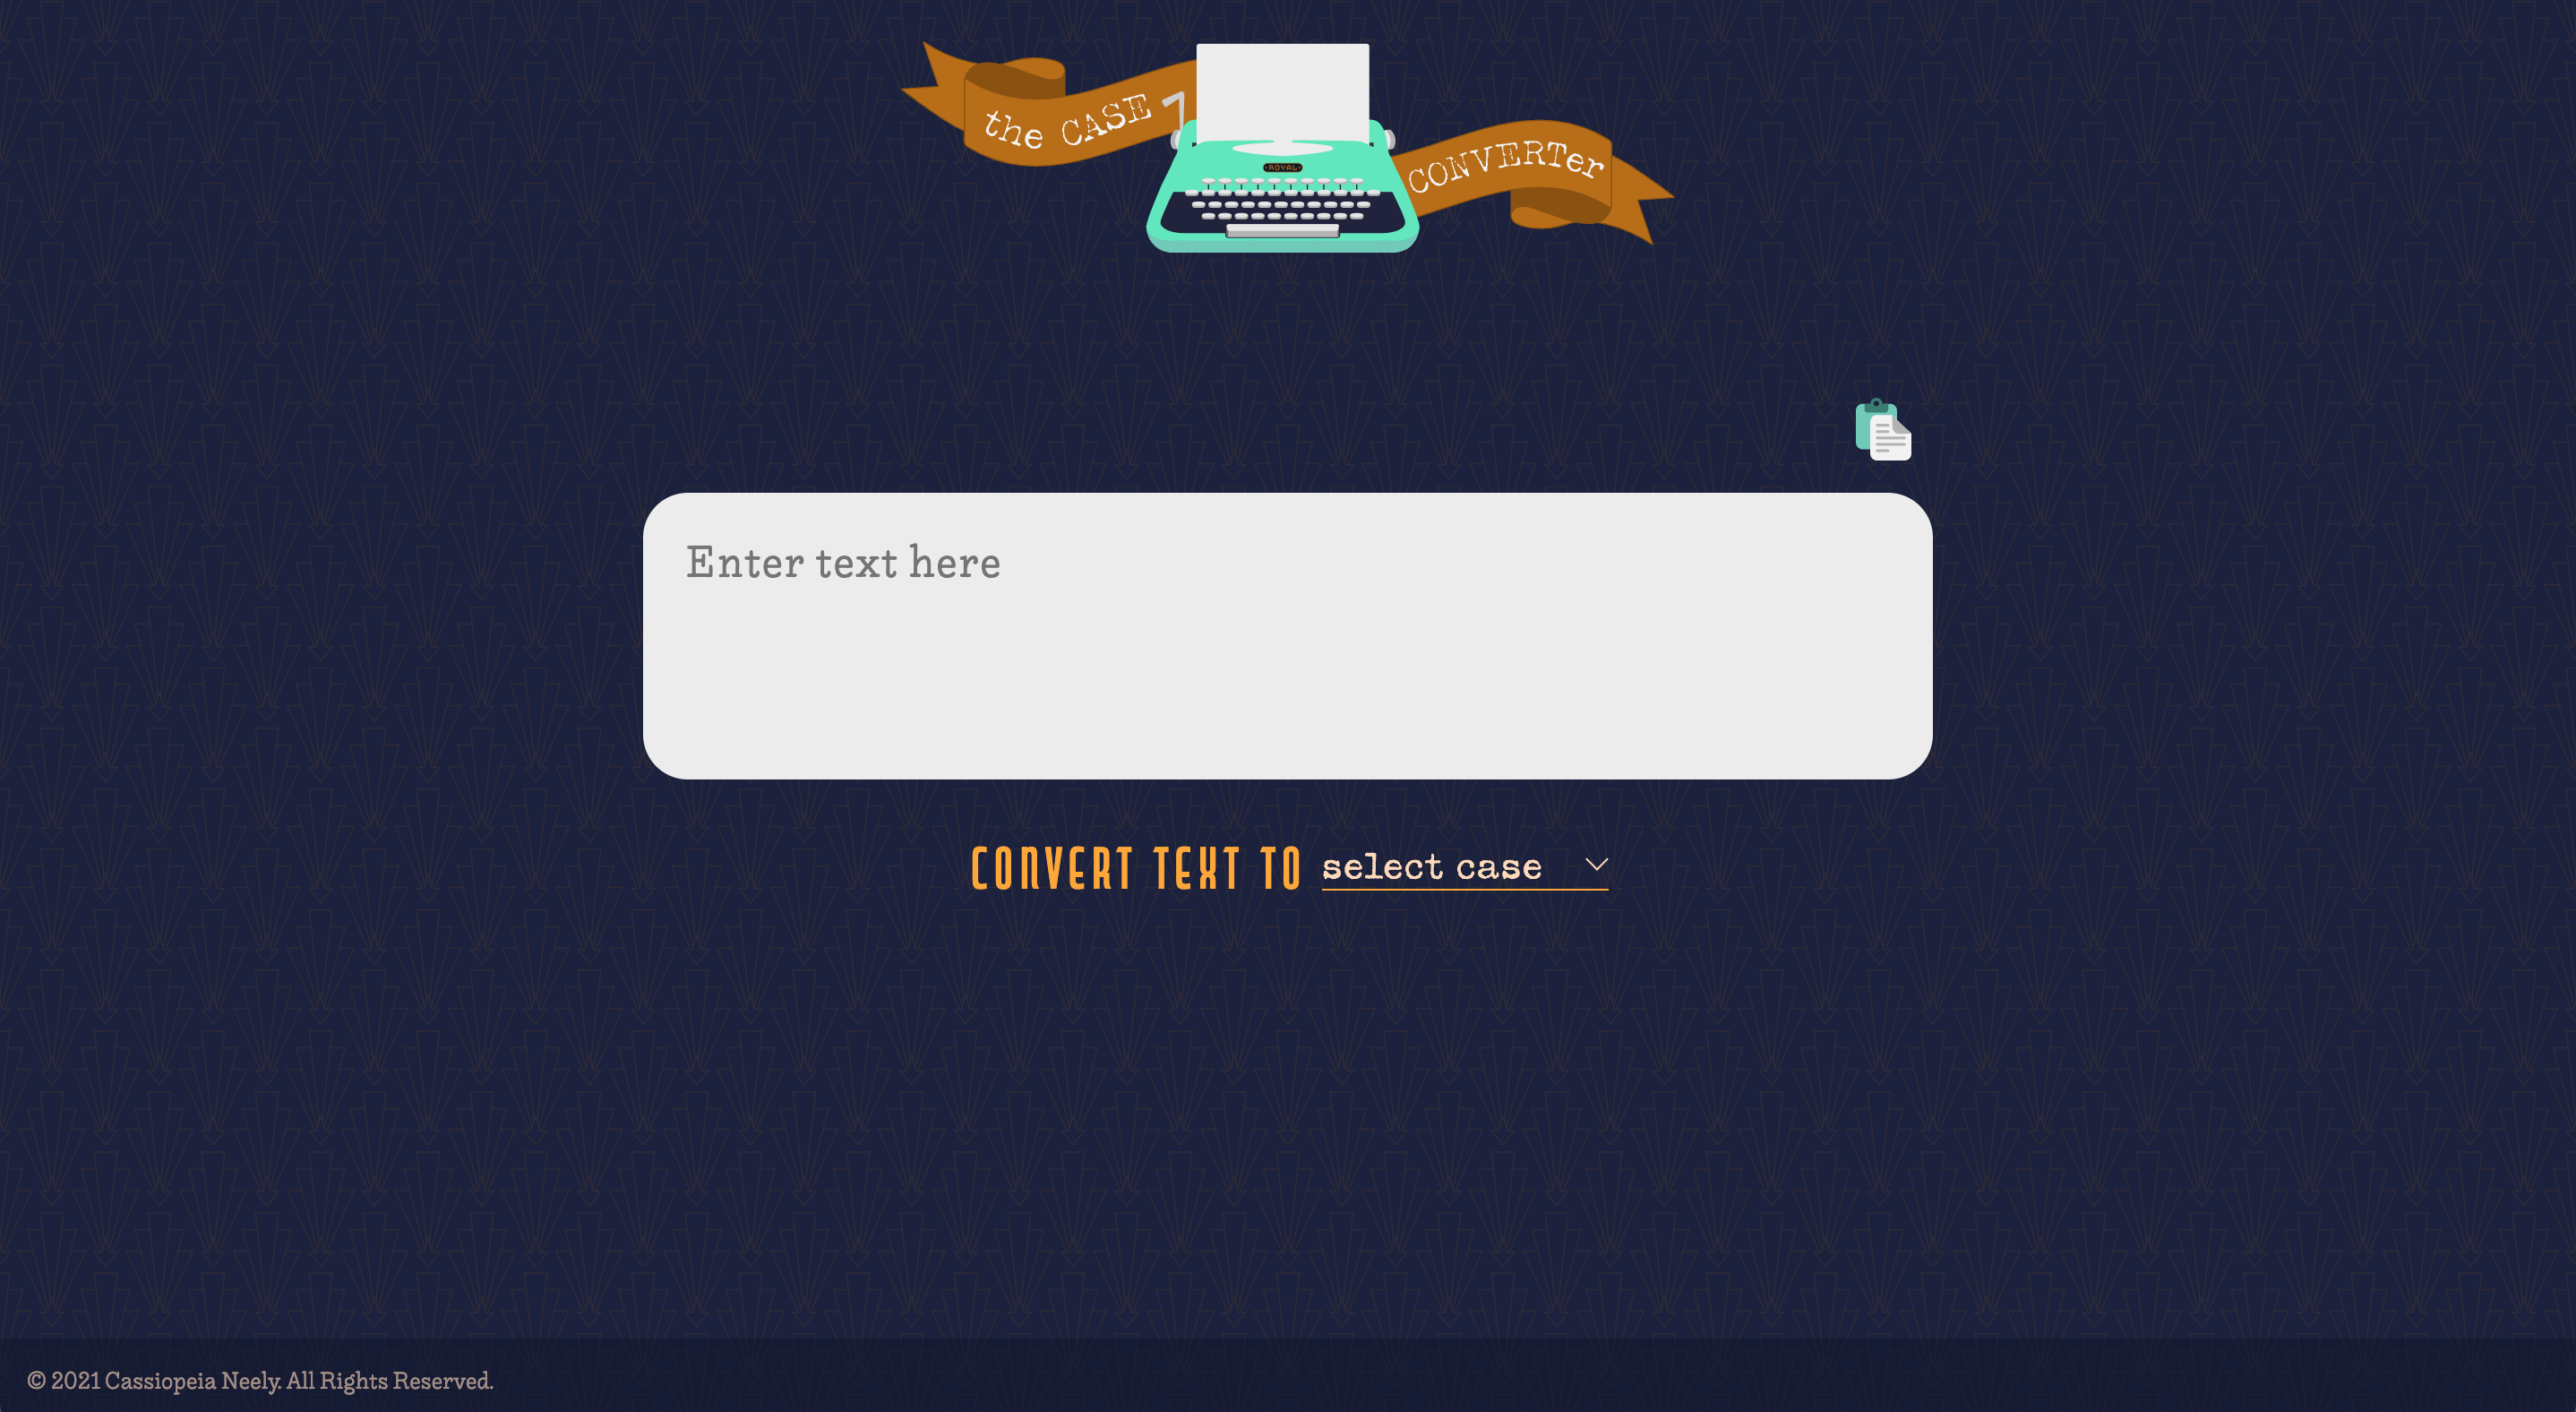 the CASE
CONVERTer
ROYAL
Enter text here
CONVERT TEXT TO select case
© 2021 Cassiopeia Neely. All Rights Reserved.